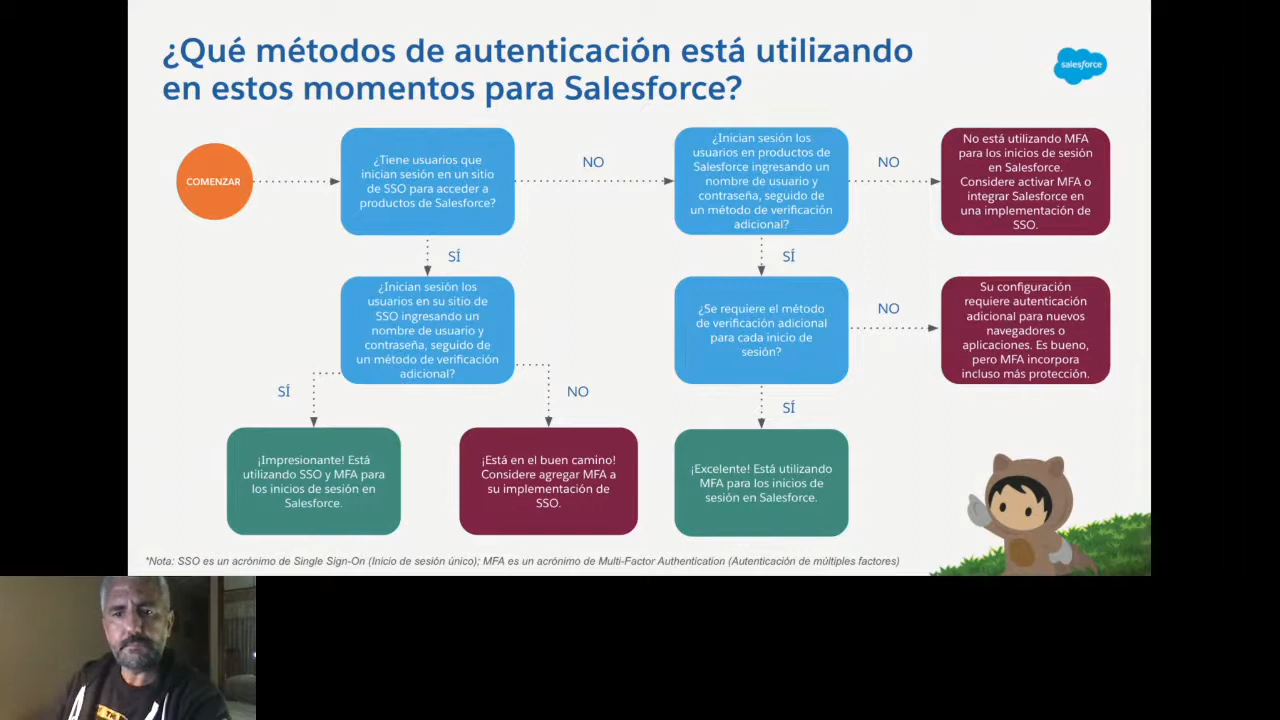 ¿Qué métodos de autenticación está utilizando
en estos momentos para Salesforce?
salesforce
COMENZAR
¿Tiene usuarios que
inician sesión en un sitio
de SSO para acceder a
productos de Salesforce?
NO
¿Inician sesión los
usuarios en productos de
Salesforce ingresando un
nombre de usuario y
contraseña, seguido de
un método de verificación
adicional?
NO
No está utilizando MFA
para los inicios de sesión
en Salesforce.
Considere activar MFA o
integrar Salesforce en
una implementación de
SSO.
SÍ
SÍ
¿Inician sesión los
usuarios en su sitio de
SSO ingresando un
nombre de usuario y
contraseña, seguido de
un método de verificación
adicional?
¿Se requiere el método
de verificación adicional
para cada inicio de
sesión?
NO
Su configuración
requiere autenticación
adicional para nuevos
navegadores o
aplicaciones. Es bueno,
pero MFA incorpora
incluso más protección.
SÍ
NO
SÍ
¡Impresionante! Está
utilizando SSO y MFA para
los inicios de sesión en
Salesforce.
¡Está en el buen camino!
Considere agregar MFA a
su implementación de
SSO.
¡Excelente! Está utilizando
MFA para los inicios de
sesión en Salesforce.
*Nota: SSO es un acrónimo de Single Sign-On (Inicio de sesión único); MFA es un acrónimo de Multi-Factor Authentication (Autenticación de múltiples factores)